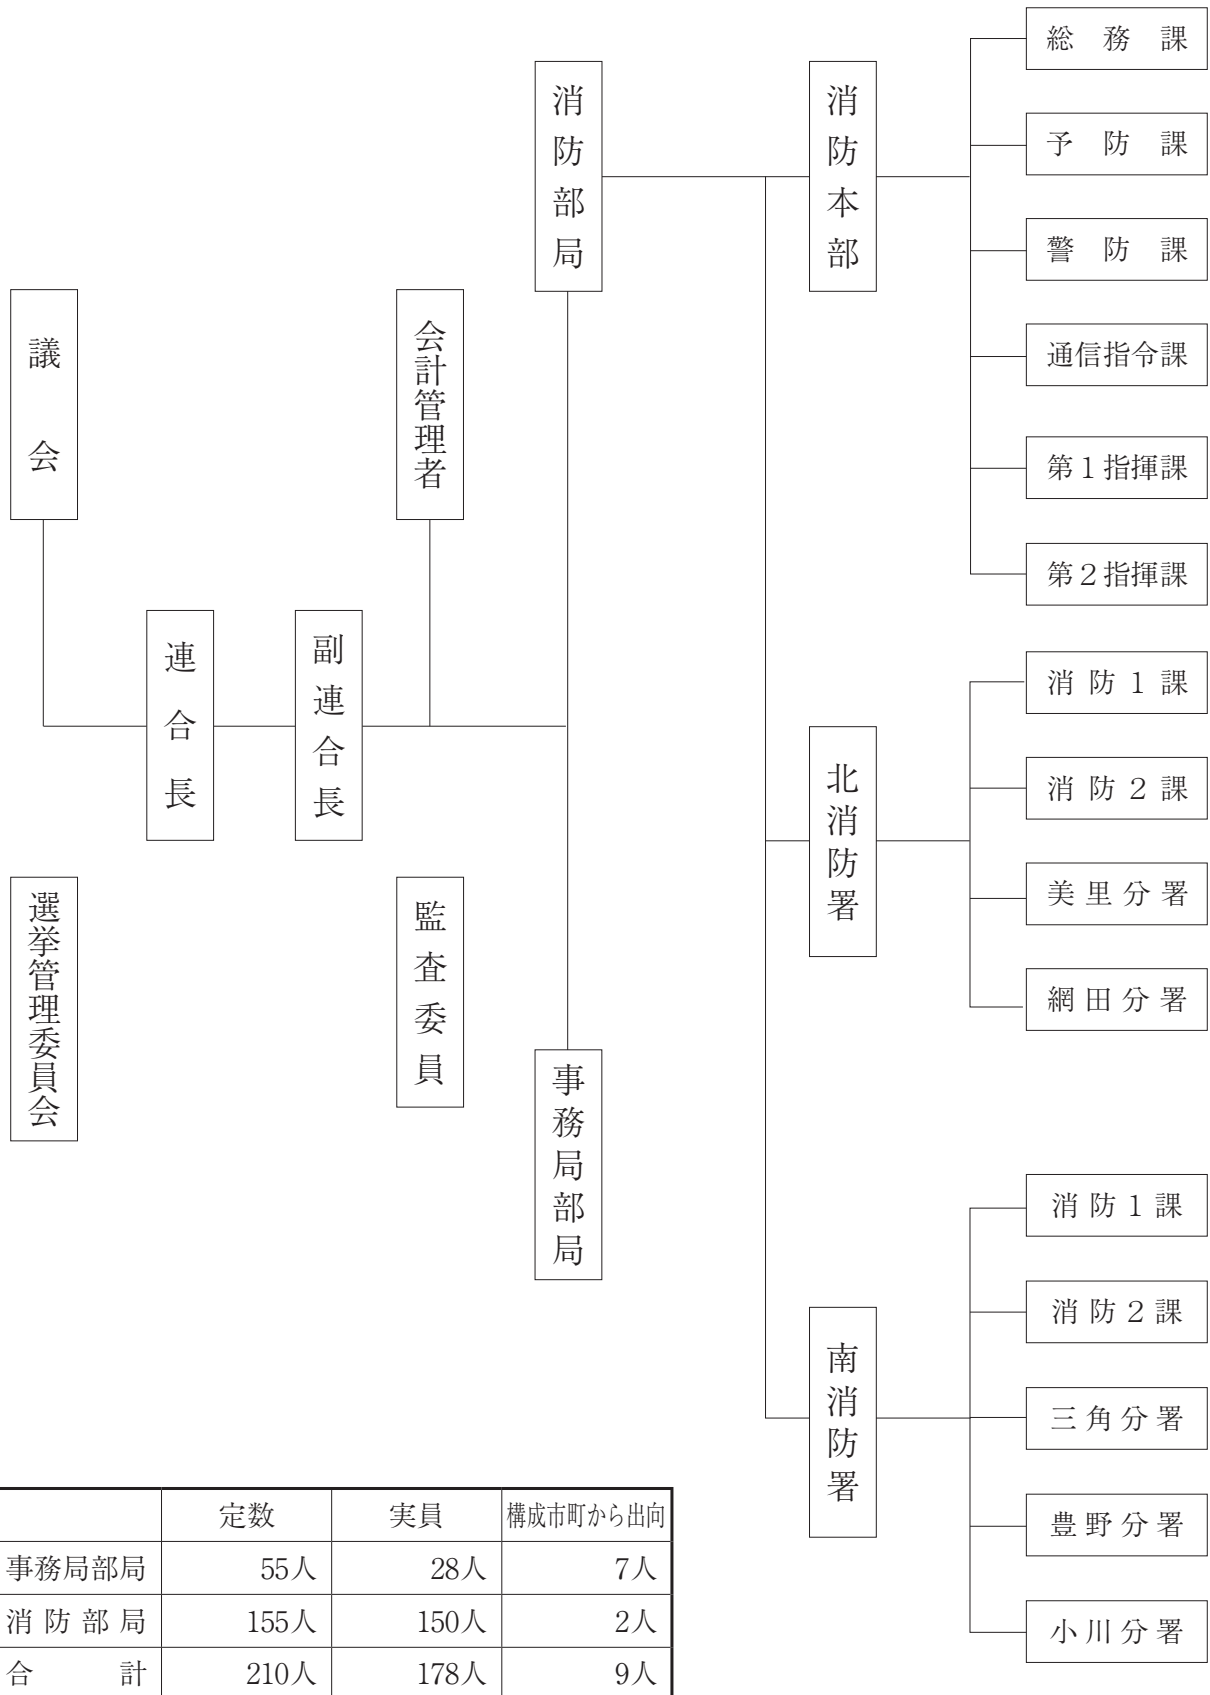 議会
連合長
副連合長
会計管理者
選挙管理委員会
監査委員
消防部局
事務局部局
消防本部
総務課
予防課
警防課
通信指令課
第1指揮課
第2指揮課
北消防署
消防1課
消防2課
美里分署
網田分署
南消防署
消防1課
消防2課
三角分署
豊野分署
小川分署
定数 実員 構成市町から出向
事務局部局 55人 28人 7人
消防部局 155人 150人 2人
合計 210人 178人 9人